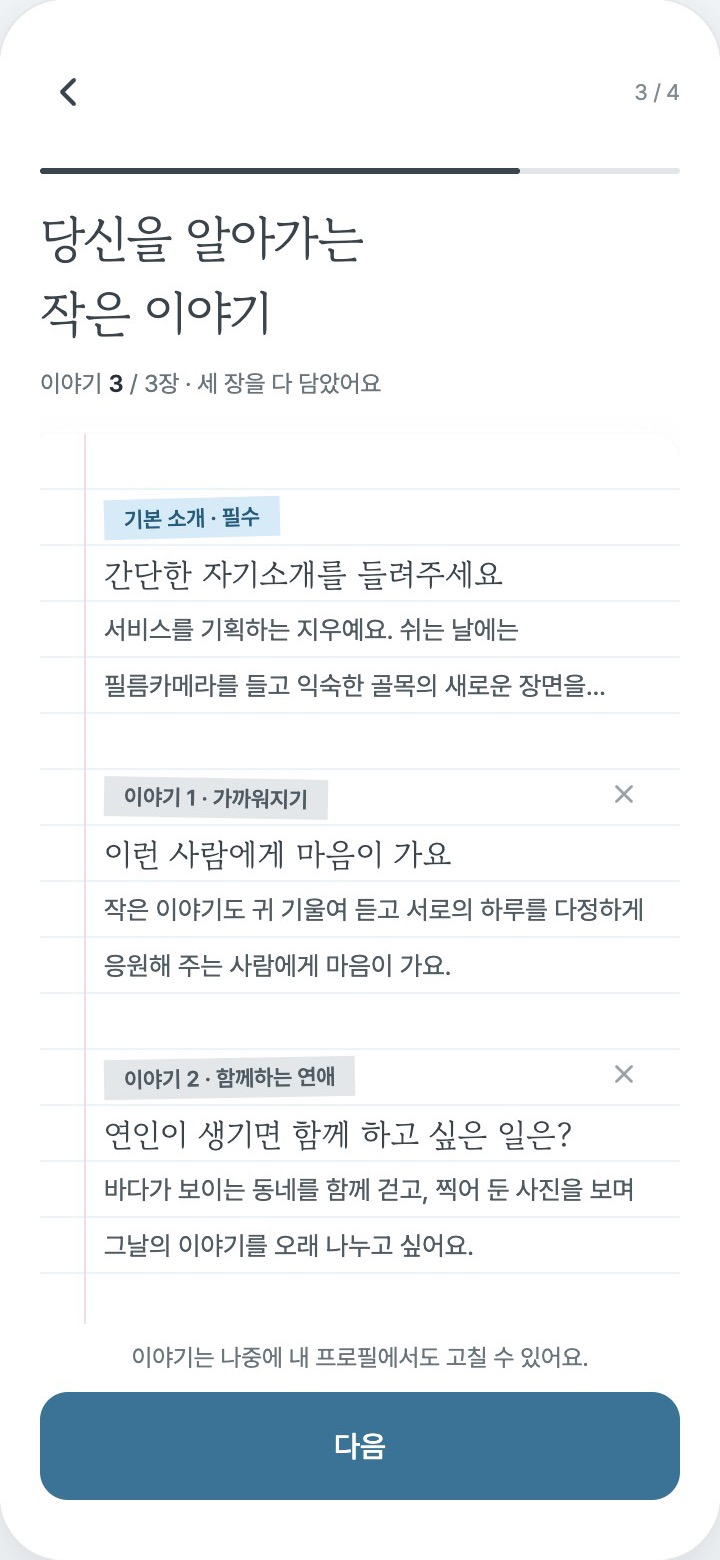 3 / 4
당신을 알아가는
작은 이야기
이야기 3 / 3장 · 세 장을 다 담았어요
기본 소개 · 필수
간단한 자기소개를 들려주세요
서비스를 기획하는 지우예요. 쉬는 날에는
필름카메라를 들고 익숙한 골목의 새로운 장면을...
이야기 1 · 가까워지기
이런 사람에게 마음이 가요
작은 이야기도 귀 기울여 듣고 서로의 하루를 다정하게
응원해 주는 사람에게 마음이 가요.
이야기 2 · 함께하는 연애
연인이 생기면 함께 하고 싶은 일은?
바다가 보이는 동네를 함께 걷고, 찍어 둔 사진을 보며
그날의 이야기를 오래 나누고 싶어요.
이야기는 나중에 내 프로필에서도 고칠 수 있어요.
다음